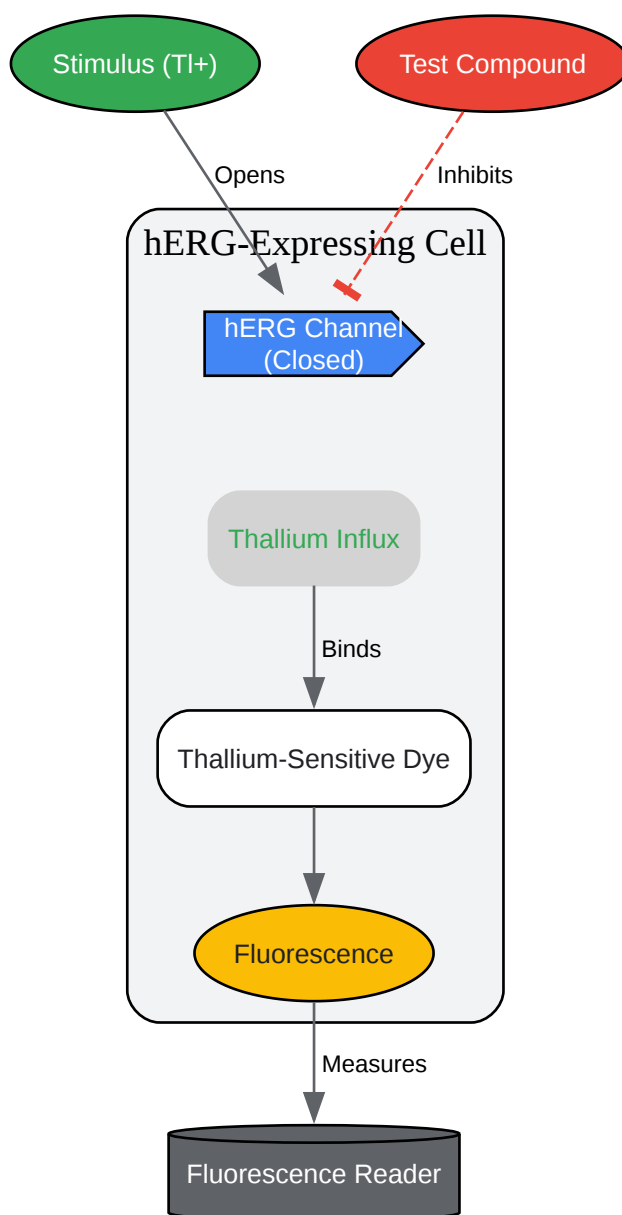 Stimulus (Tl+)
Test Compound
Opens
Inhibits
hERG-Expressing Cell
hERG Channel
(Closed)
Thallium Influx
Binds
Thallium-Sensitive Dye
Fluorescence
Measures
Fluorescence Reader